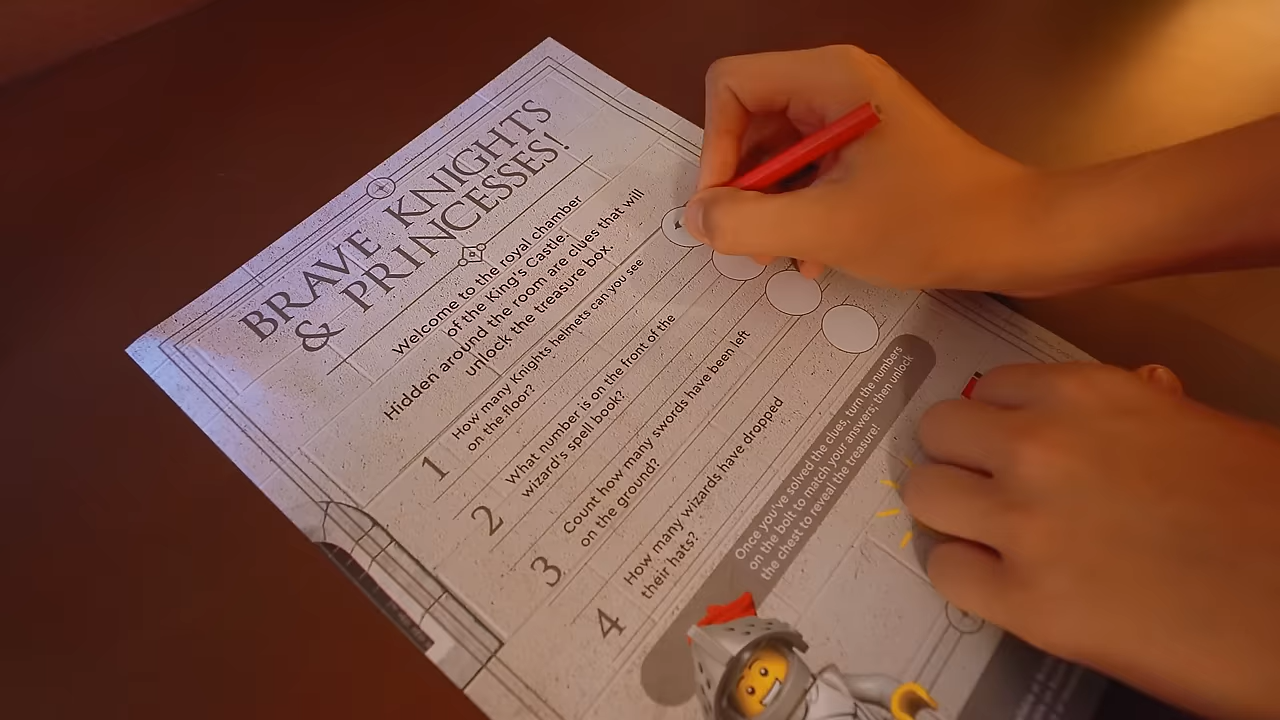 BRAVE KNIGHTS
& PRINCESSES!
Welcome to the royal chamber
of the King's Castle.
Hidden around the room are clues that will
unlock the treasure box.
1 How many Knights helmets can you see
on the floor?
2 What number is on the front of the
wizard's spell book?
3 Count how many swords have been left
on the ground?
4 How many wizards have dropped
their hats?
Once you've solved the clues, turn the numbers
on the bolt to match your answers, then unlock
the chest to reveal the treasure!